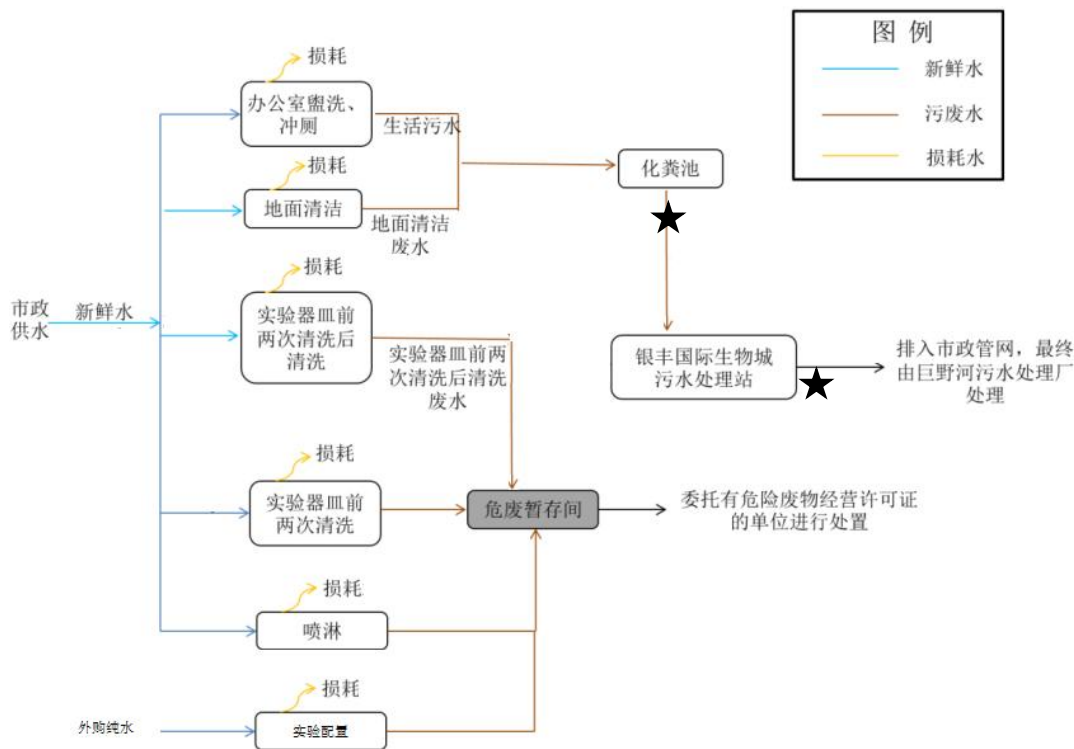 图 例
新鲜水
污废水
损耗水
损耗
办公室盥洗、
冲厕
生活污水
损耗
地面清洁
地面清洁
废水
化粪池
损耗
市政
供水
新鲜水
实验器皿前
两次清洗后
清洗
实验器皿前两
次清洗后清洗
废水
银丰国际生物城
污水处理站
排入市政管网，最终
由巨野河污水处理厂
处理
损耗
实验器皿前
两次清洗
危废暂存间
委托有危险废物经营许可证
的单位进行处置
损耗
喷淋
损耗
外购纯水
实验配置